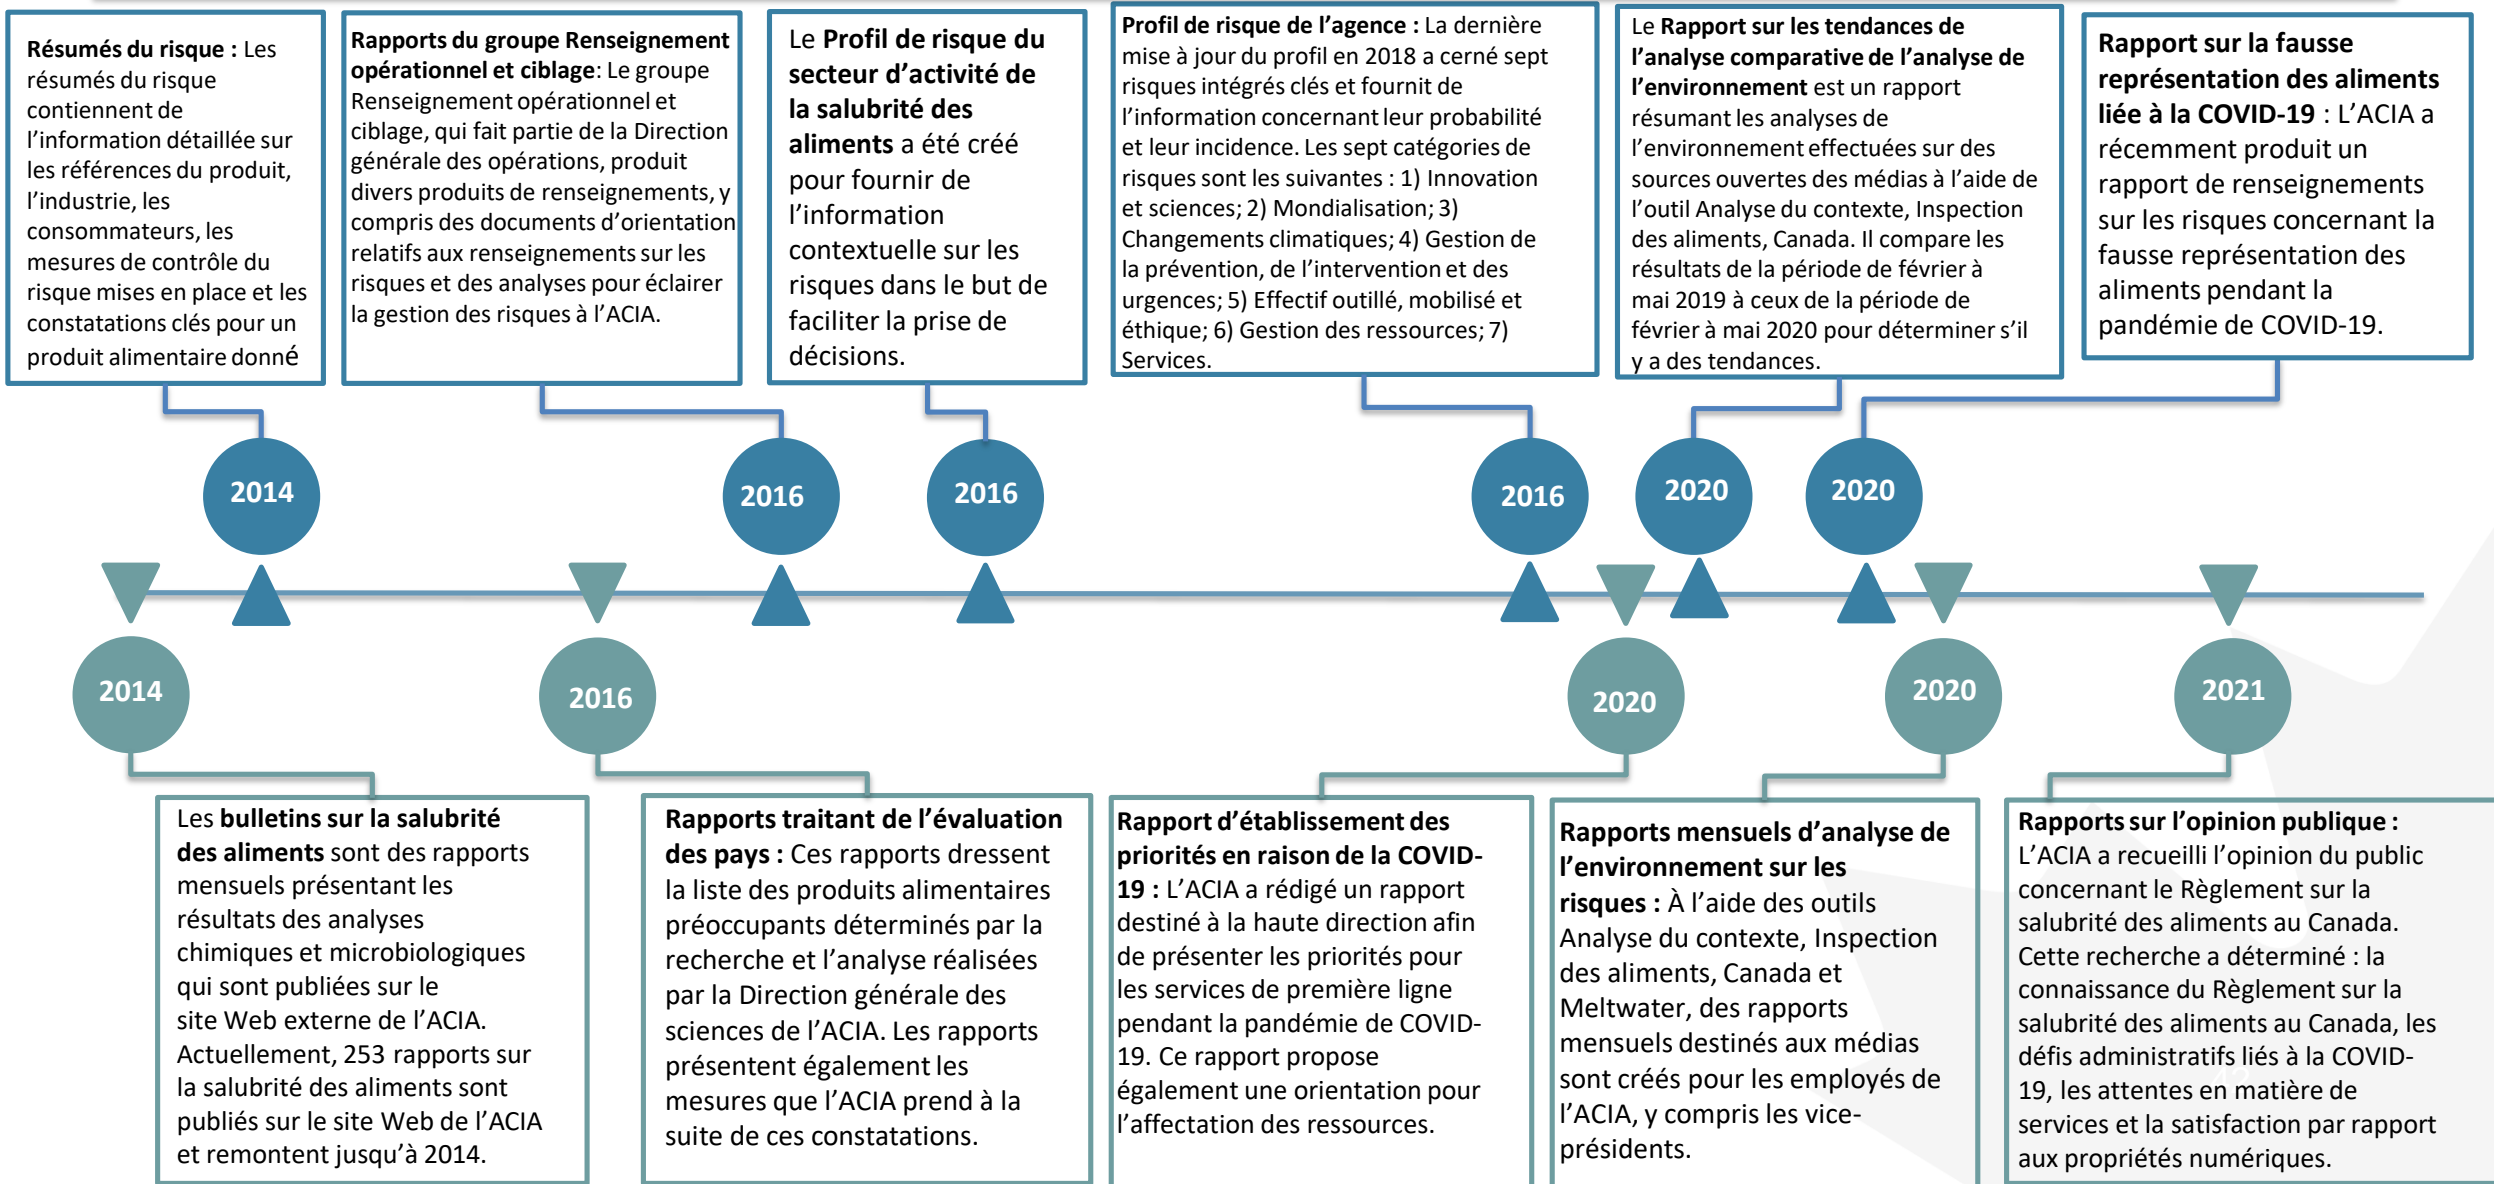 Résumés du risque : Les
résumés du risque
contiennent de
l’information détaillée sur
les références du produit,
l’industrie, les
consommateurs, les
mesures de contrôle du
risque mises en place et les
constatations clés pour un
produit alimentaire donné
Rapports du groupe Renseignement
opérationnel et ciblage: Le groupe
Renseignement opérationnel et
ciblage, qui fait partie de la Direction
générale des opérations, produit
divers produits de renseignements, y
compris des documents d’orientation
relatifs aux renseignements sur les
risques et des analyses pour éclairer
la gestion des risques à l’ACIA.
Le Profil de risque du
secteur d’activité de
la salubrité des
aliments a été créé
pour fournir de
l’information
contextuelle sur les
risques dans le but de
faciliter la prise de
décisions.
Profil de risque de l’agence : La dernière
mise à jour du profil en 2018 a cerné sept
risques intégrés clés et fournit de
l’information concernant leur probabilité
et leur incidence. Les sept catégories de
risques sont les suivantes : 1) Innovation
et sciences; 2) Mondialisation; 3)
Changements climatiques; 4) Gestion de
la prévention, de l’intervention et des
urgences; 5) Effectif outillé, mobilisé et
éthique; 6) Gestion des ressources; 7)
Services.
Le Rapport sur les tendances de
l’analyse comparative de l’analyse de
l’environnement est un rapport
résumant les analyses de
l’environnement effectuées sur des
sources ouvertes des médias à l’aide de
l’outil Analyse du contexte, Inspection
des aliments, Canada. Il compare les
résultats de la période de février à
mai 2019 à ceux de la période de
février à mai 2020 pour déterminer s’il
y a des tendances.
Rapport sur la fausse
représentation des aliments
liée à la COVID-19 : L’ACIA a
récemment produit un
rapport de renseignements
sur les risques concernant la
fausse représentation des
aliments pendant la
pandémie de COVID-19.
2014
2016
2016
2016
2020
2020
2014
2016
2020
2020
2021
Les bulletins sur la salubrité
des aliments sont des rapports
mensuels présentant les
résultats des analyses
chimiques et microbiologiques
qui sont publiées sur le
site Web externe de l’ACIA.
Actuellement, 253 rapports sur
la salubrité des aliments sont
publiés sur le site Web de l’ACIA
et remontent jusqu’à 2014.
Rapports traitant de l’évaluation
des pays : Ces rapports dressent
la liste des produits alimentaires
préoccupants déterminés par la
recherche et l’analyse réalisées
par la Direction générale des
sciences de l’ACIA. Les rapports
présentent également les
mesures que l’ACIA prend à la
suite de ces constatations.
Rapport d’établissement des
priorités en raison de la COVID-
19 : L’ACIA a rédigé un rapport
destiné à la haute direction afin
de présenter les priorités pour
les services de première ligne
pendant la pandémie de COVID-
19. Ce rapport propose
également une orientation pour
l’affectation des ressources.
Rapports mensuels d’analyse de
l’environnement sur les
risques : À l’aide des outils
Analyse du contexte, Inspection
des aliments, Canada et
Meltwater, des rapports
mensuels destinés aux médias
sont créés pour les employés de
l’ACIA, y compris les vice-
présidents.
Rapports sur l’opinion publique :
L’ACIA a recueilli l’opinion du public
concernant le Règlement sur la
salubrité des aliments au Canada.
Cette recherche a déterminé : la
connaissance du Règlement sur la
salubrité des aliments au Canada, les
défis administratifs liés à la COVID-
19, les attentes en matière de
services et la satisfaction par rapport
aux propriétés numériques.